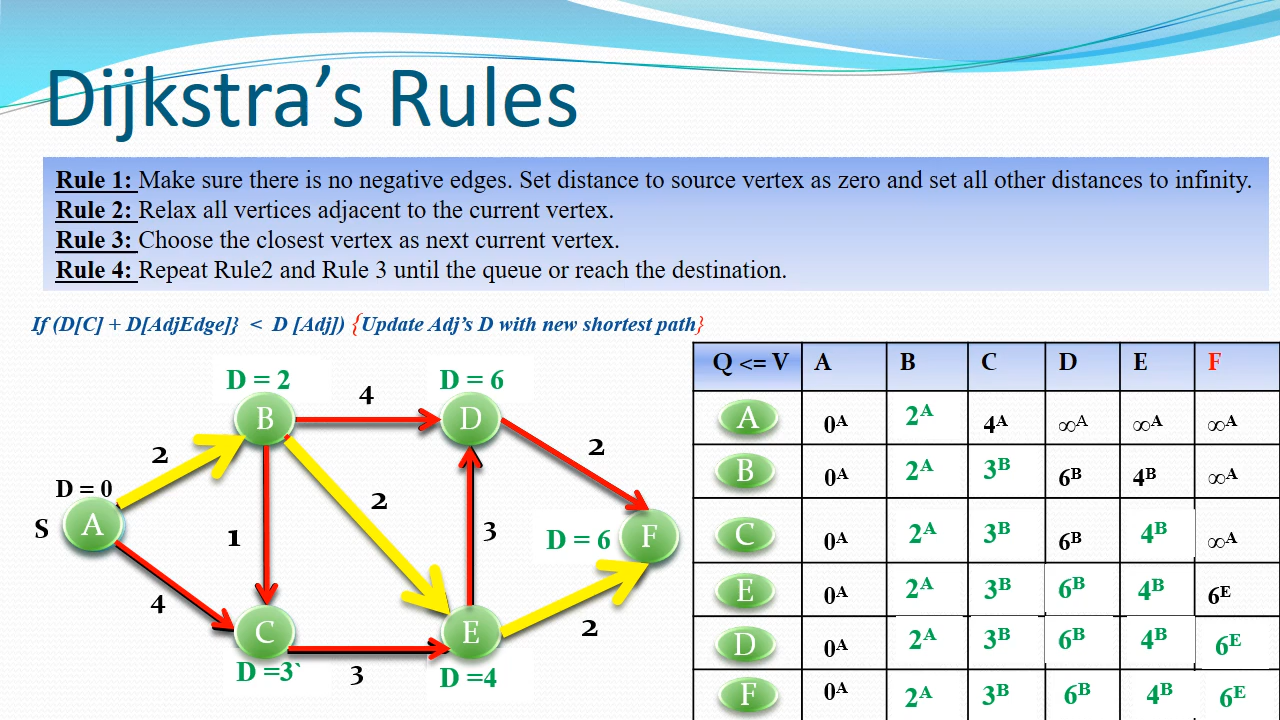 Dijkstra's Rules
Rule 1: Make sure there is no negative edges. Set distance to source vertex as zero and set all other distances to infinity.
Rule 2: Relax all vertices adjacent to the current vertex.
Rule 3: Choose the closest vertex as next current vertex.
Rule 4: Repeat Rule2 and Rule 3 until the queue or reach the destination.
If (D[C] + D[AdjEdge]} < D [Adj]) {Update Adj's D with new shortest path}
D = 2
D = 6
B
4
D
2
2
D = 0
2
S
A
1
3
D = 6
F
4
2
C
E
D =3`
3
D =4
Q <= V A B C D E F
A 0ᴬ 2ᴬ 4ᴬ ∞ᴬ ∞ᴬ ∞ᴬ
B 0ᴬ 2ᴬ 3ᴮ 6ᴮ 4ᴮ ∞ᴬ
C 0ᴬ 2ᴬ 3ᴮ 6ᴮ 4ᴮ ∞ᴬ
E 0ᴬ 2ᴬ 3ᴮ 6ᴮ 4ᴮ 6ᴱ
D 0ᴬ 2ᴬ 3ᴮ 6ᴮ 4ᴮ 6ᴱ
F 0ᴬ 2ᴬ 3ᴮ 6ᴮ 4ᴮ 6ᴱ